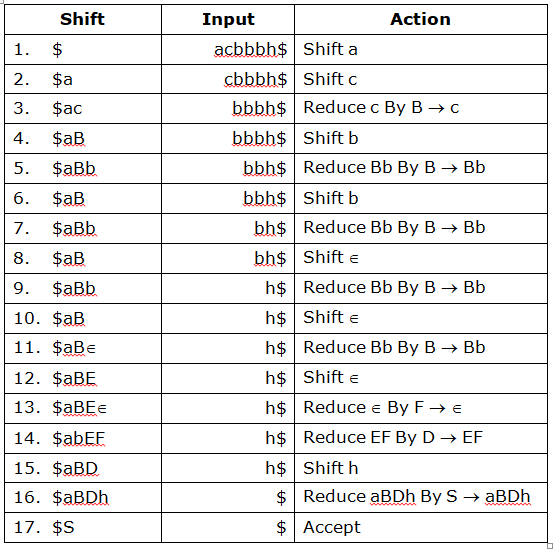 Shift Input Action
1. $ acbbbh$ Shift a
2. $a cbbbh$ Shift c
3. $ac bbbh$ Reduce c By B → c
4. $aB bbbh$ Shift b
5. $aBb bbh$ Reduce Bb By B → Bb
6. $aB bbh$ Shift b
7. $aBb bh$ Reduce Bb By B → Bb
8. $aB bh$ Shift ∊
9. $aBb h$ Reduce Bb By B → Bb
10. $aB h$ Shift ∊
11. $aB∊ h$ Reduce Bb By B → Bb
12. $aBE h$ Shift ∊
13. $aBE∊ h$ Reduce ∊ By F → ∊
14. $abEF h$ Reduce EF By D → EF
15. $aBD h$ Shift h
16. $aBDh $ Reduce aBDh By S → aBDh
17. $S $ Accept